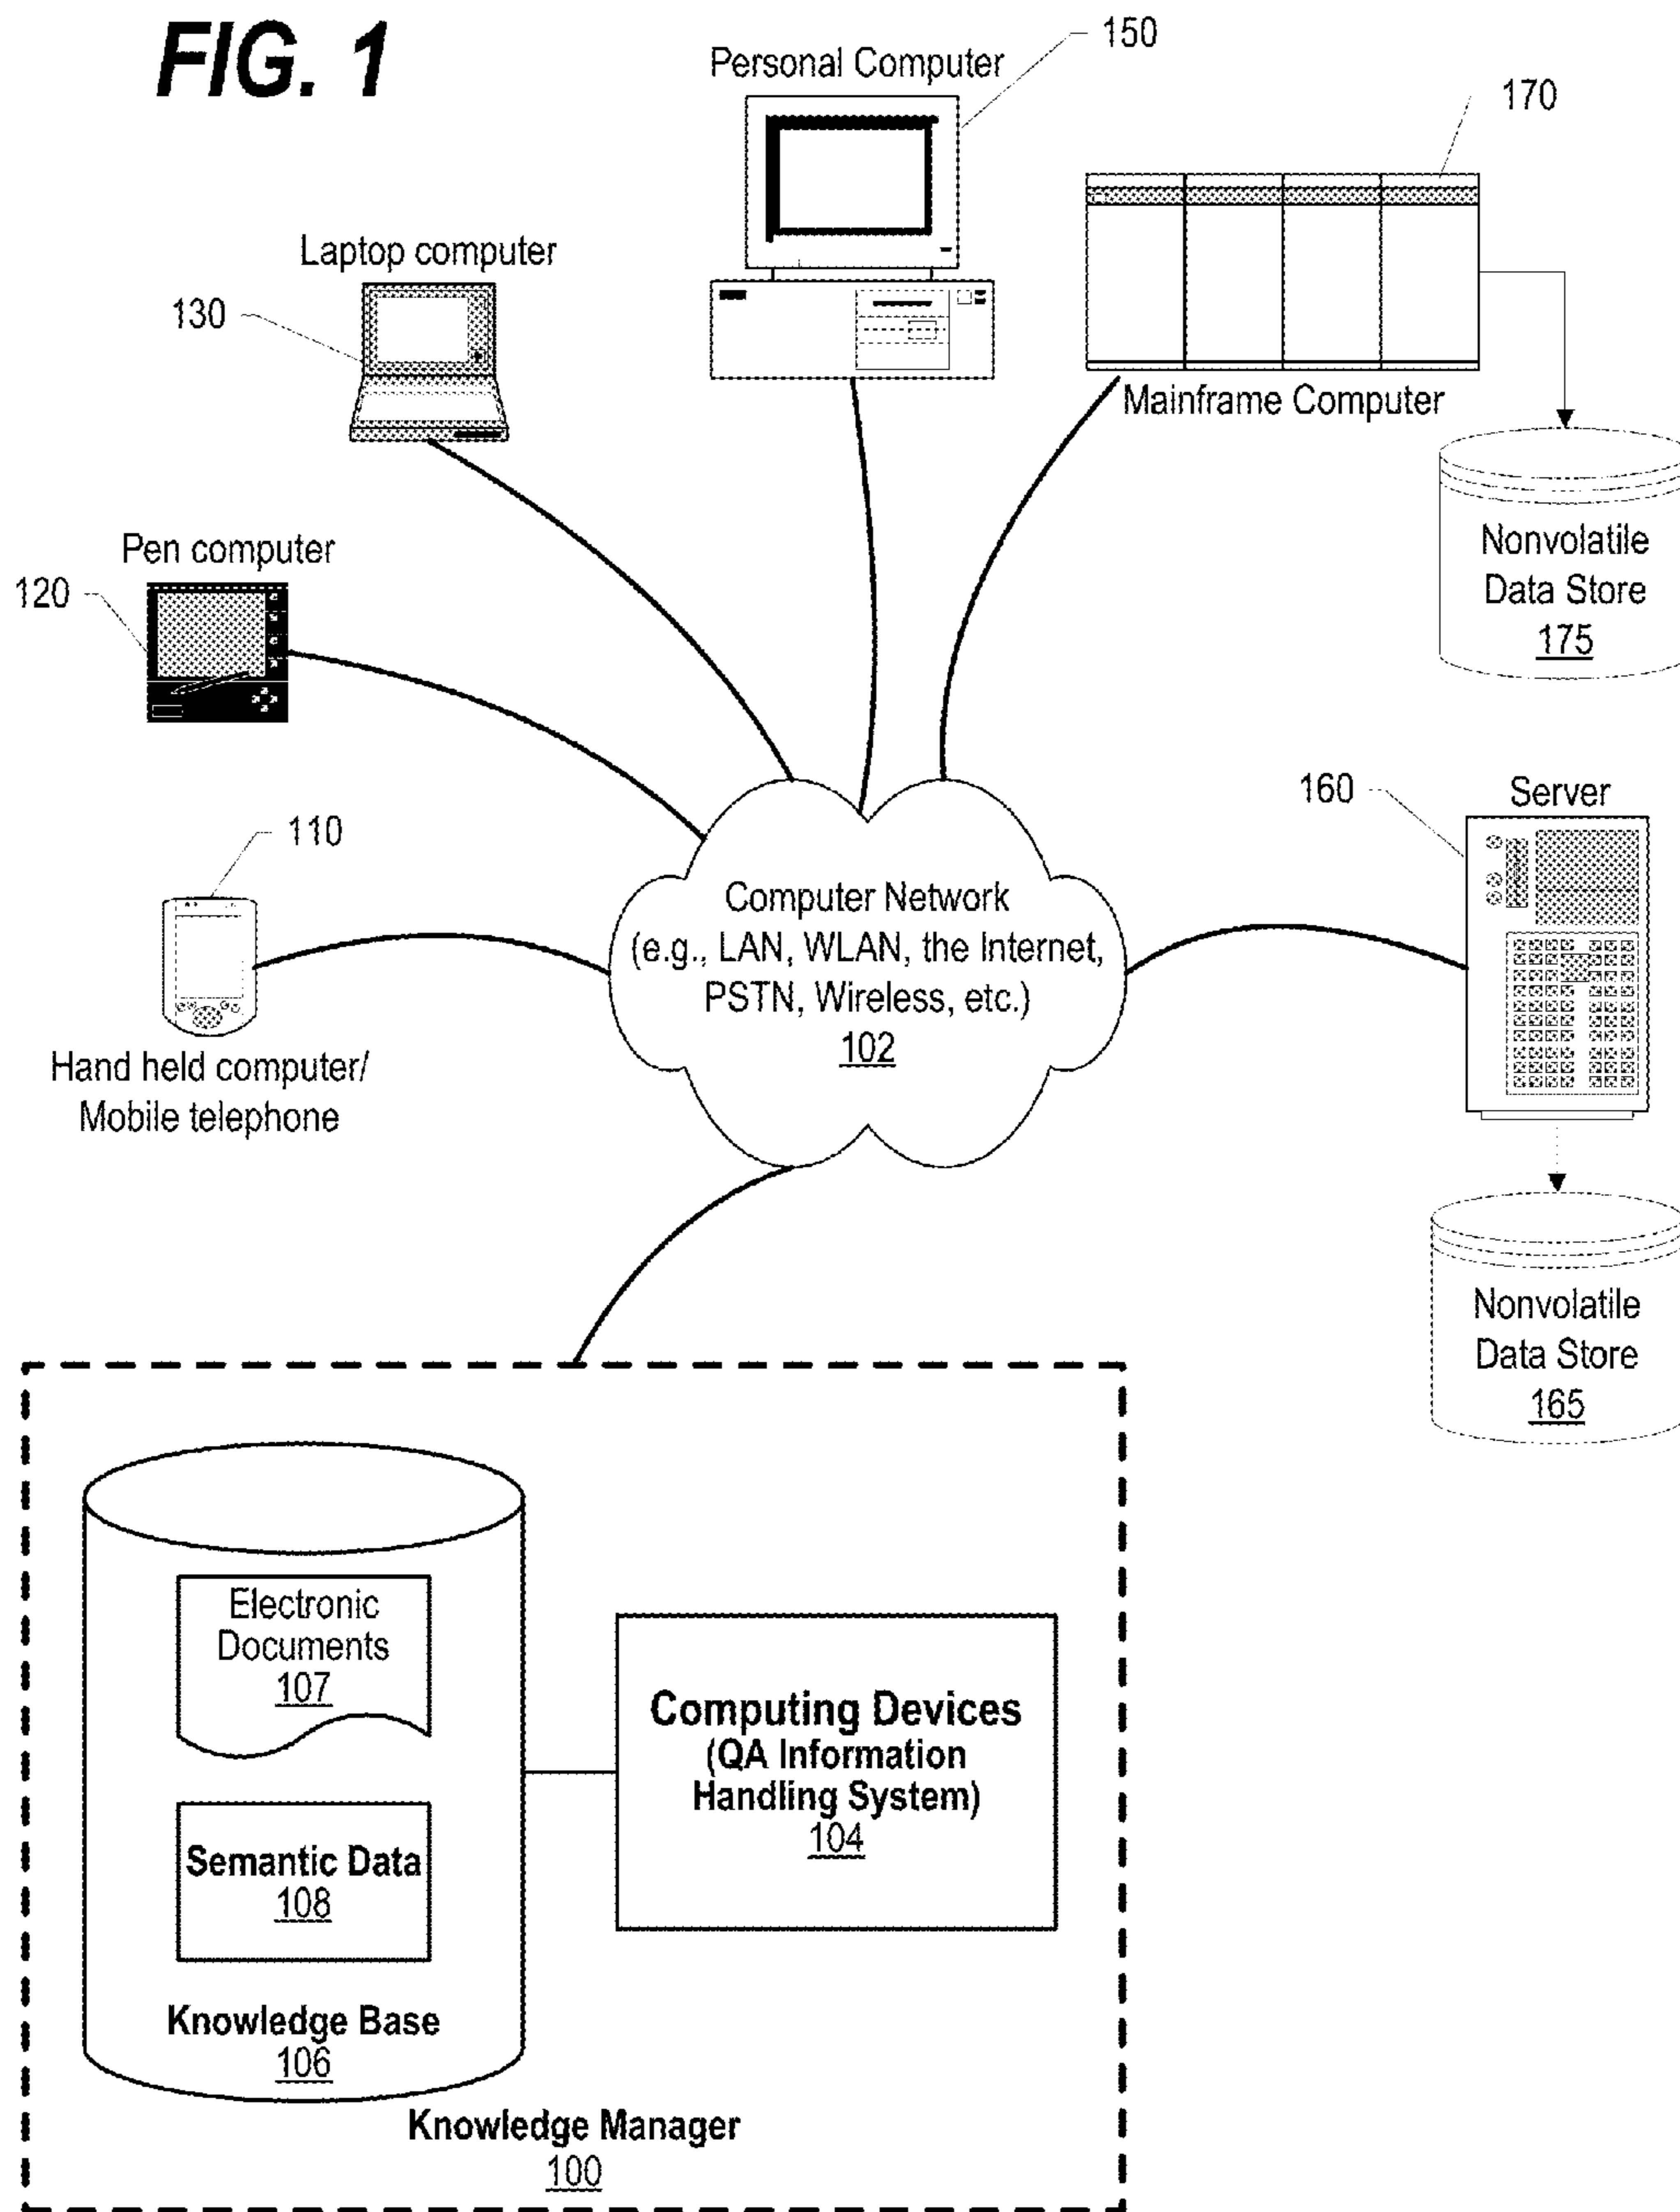 FIG. 1
Personal Computer
150
170
Laptop computer
130
Mainframe Computer
Nonvolatile
Data Store
175
Pen computer
120
160
Server
110
Computer Network
(e.g., LAN, WLAN, the Internet,
PSTN, Wireless, etc.)
102
Hand held computer/
Mobile telephone
Nonvolatile
Data Store
165
Electronic
Documents
107
Semantic Data
108
Knowledge Base
106
Computing Devices
(QA Information
Handling System)
104
Knowledge Manager
100